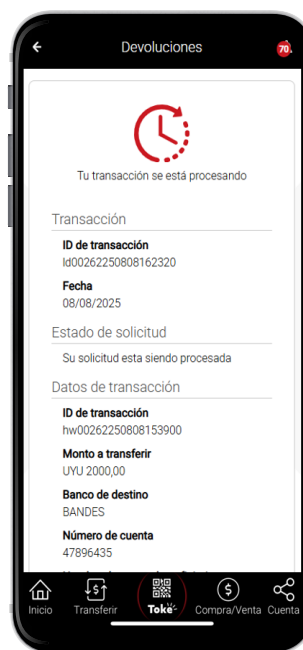 Devoluciones
70
Tu transacción se está procesando
Transacción
ID de transacción
Id00262250808162320
Fecha
08/08/2025
Estado de solicitud
Su solicitud esta siendo procesada
Datos de transacción
ID de transacción
hw00262250808153900
Monto a transferir
UYU 2000,00
Banco de destino
BANDES
Número de cuenta
47896435
Inicio
Transferir
Toke
Compra/Venta
Cuenta